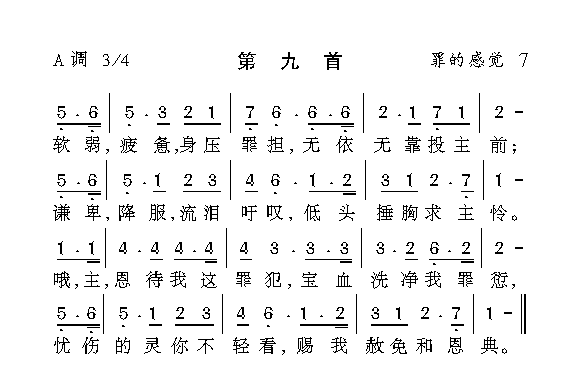 A 调 3/4 第 九 首 罪的感觉 7
5 . 6 | 5 . 3 2 1 | 7 6 . 6 . 6 | 2 . 1 7 1 | 2 -
软 弱, 疲 惫, 身压 罪 担, 无 依 无 靠投 主 前;
5 . 6 | 5 . 1 2 3 | 4 6 . 1 . 2 | 3 1 2 . 7 | 1 -
谦 卑, 降 服, 流泪 吁 叹, 低 头 捶 胸求 主 怜。
1 . 1 | 4 . 4 4 . 4 | 4 3 . 3 . 3 | 3 . 2 6 . 2 | 2 -
哦, 主, 恩 待我 这 罪 犯, 宝 血 洗 净我 罪 愆,
5 . 6 | 5 . 1 2 3 | 4 6 . 1 . 2 | 3 1 2 . 7 | 1 - ‖
忧 伤 的 灵你 不 轻 看, 赐 我 赦 免和 恩 典。